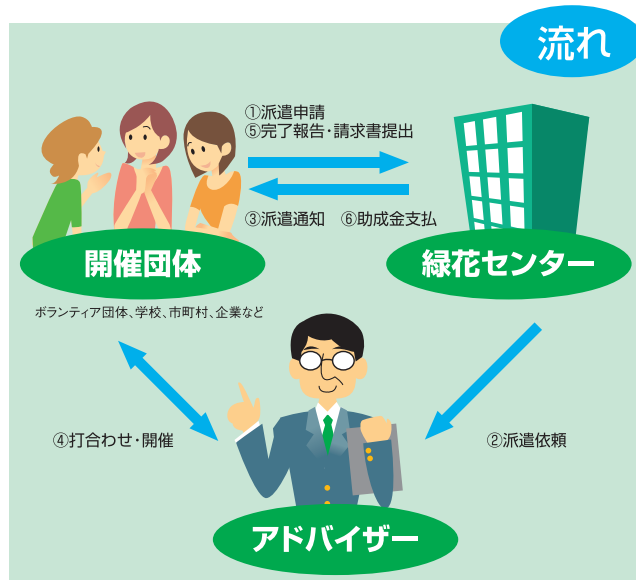 流れ
①派遣申請
⑤完了報告・請求書提出
③派遣通知　⑥助成金支払
開催団体
緑花センター
ボランティア団体、学校、市町村、企業など
④打合わせ・開催
②派遣依頼
アドバイザー